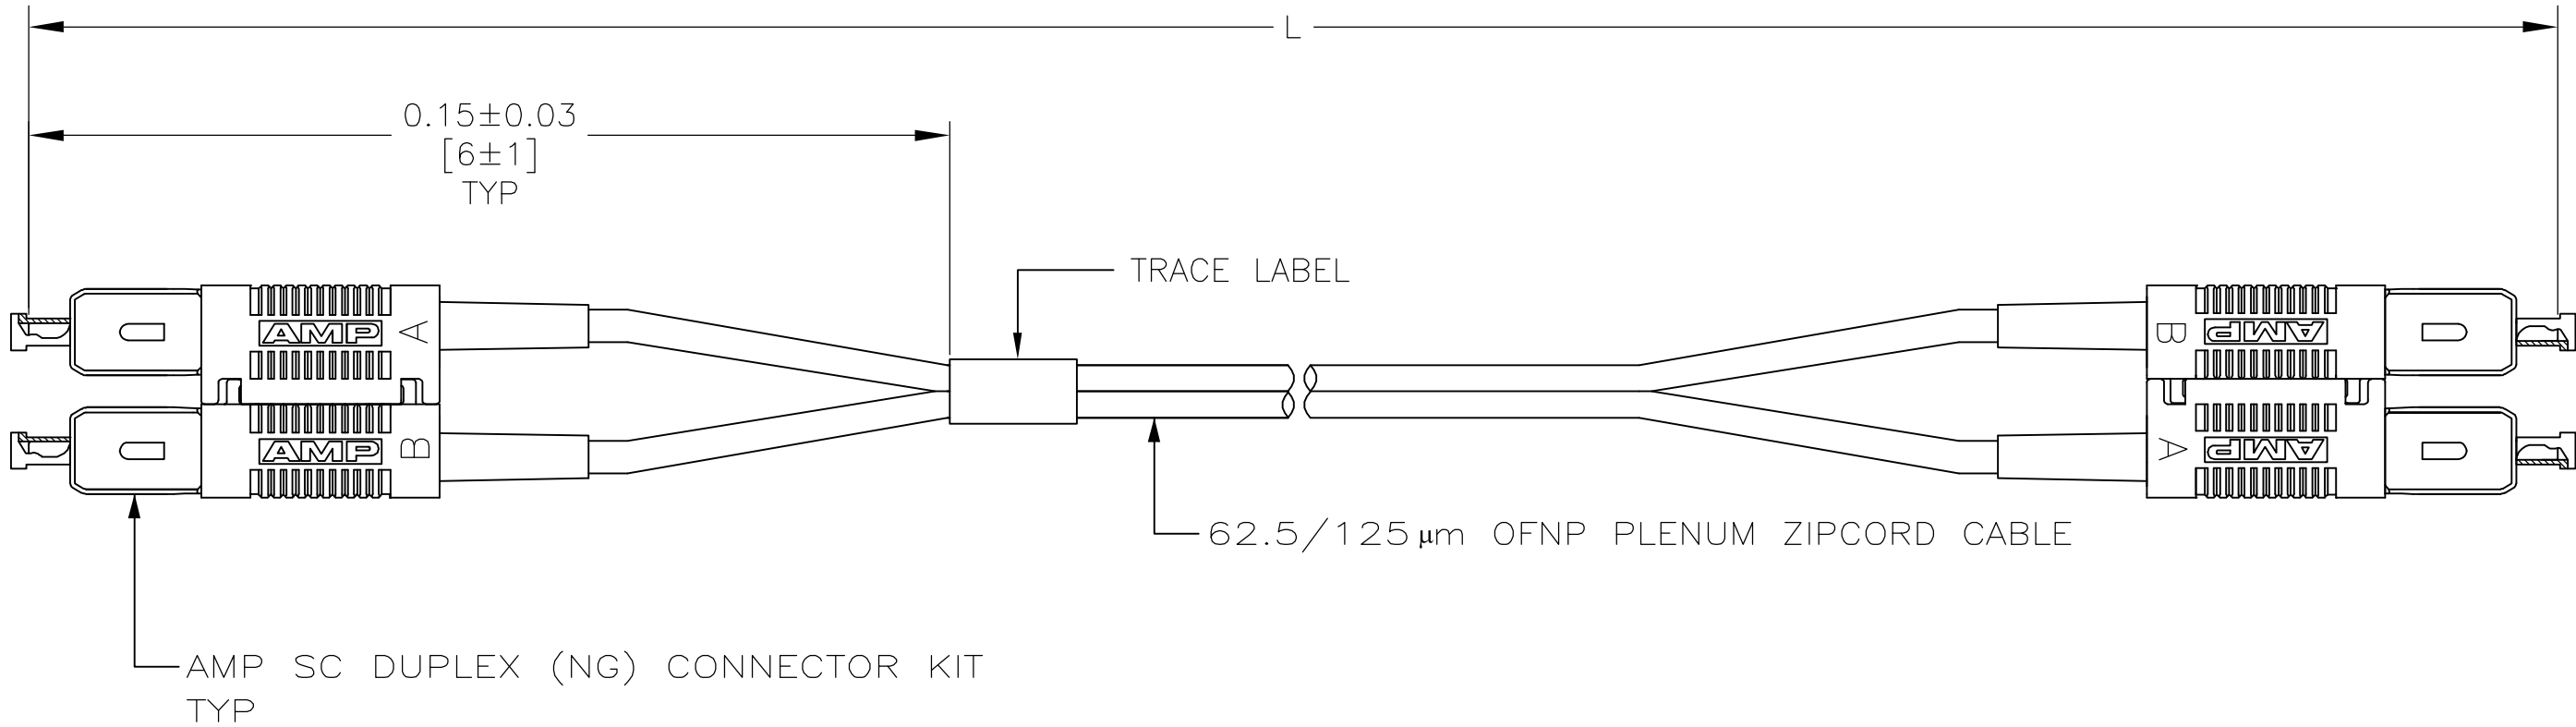 L
0.15±0.03
[6±1]
TYP
TRACE LABEL
AMP A
B AMP
AMP B
A AMP
62.5/125µm OFNP PLENUM ZIPCORD CABLE
AMP SC DUPLEX (NG) CONNECTOR KIT
TYP